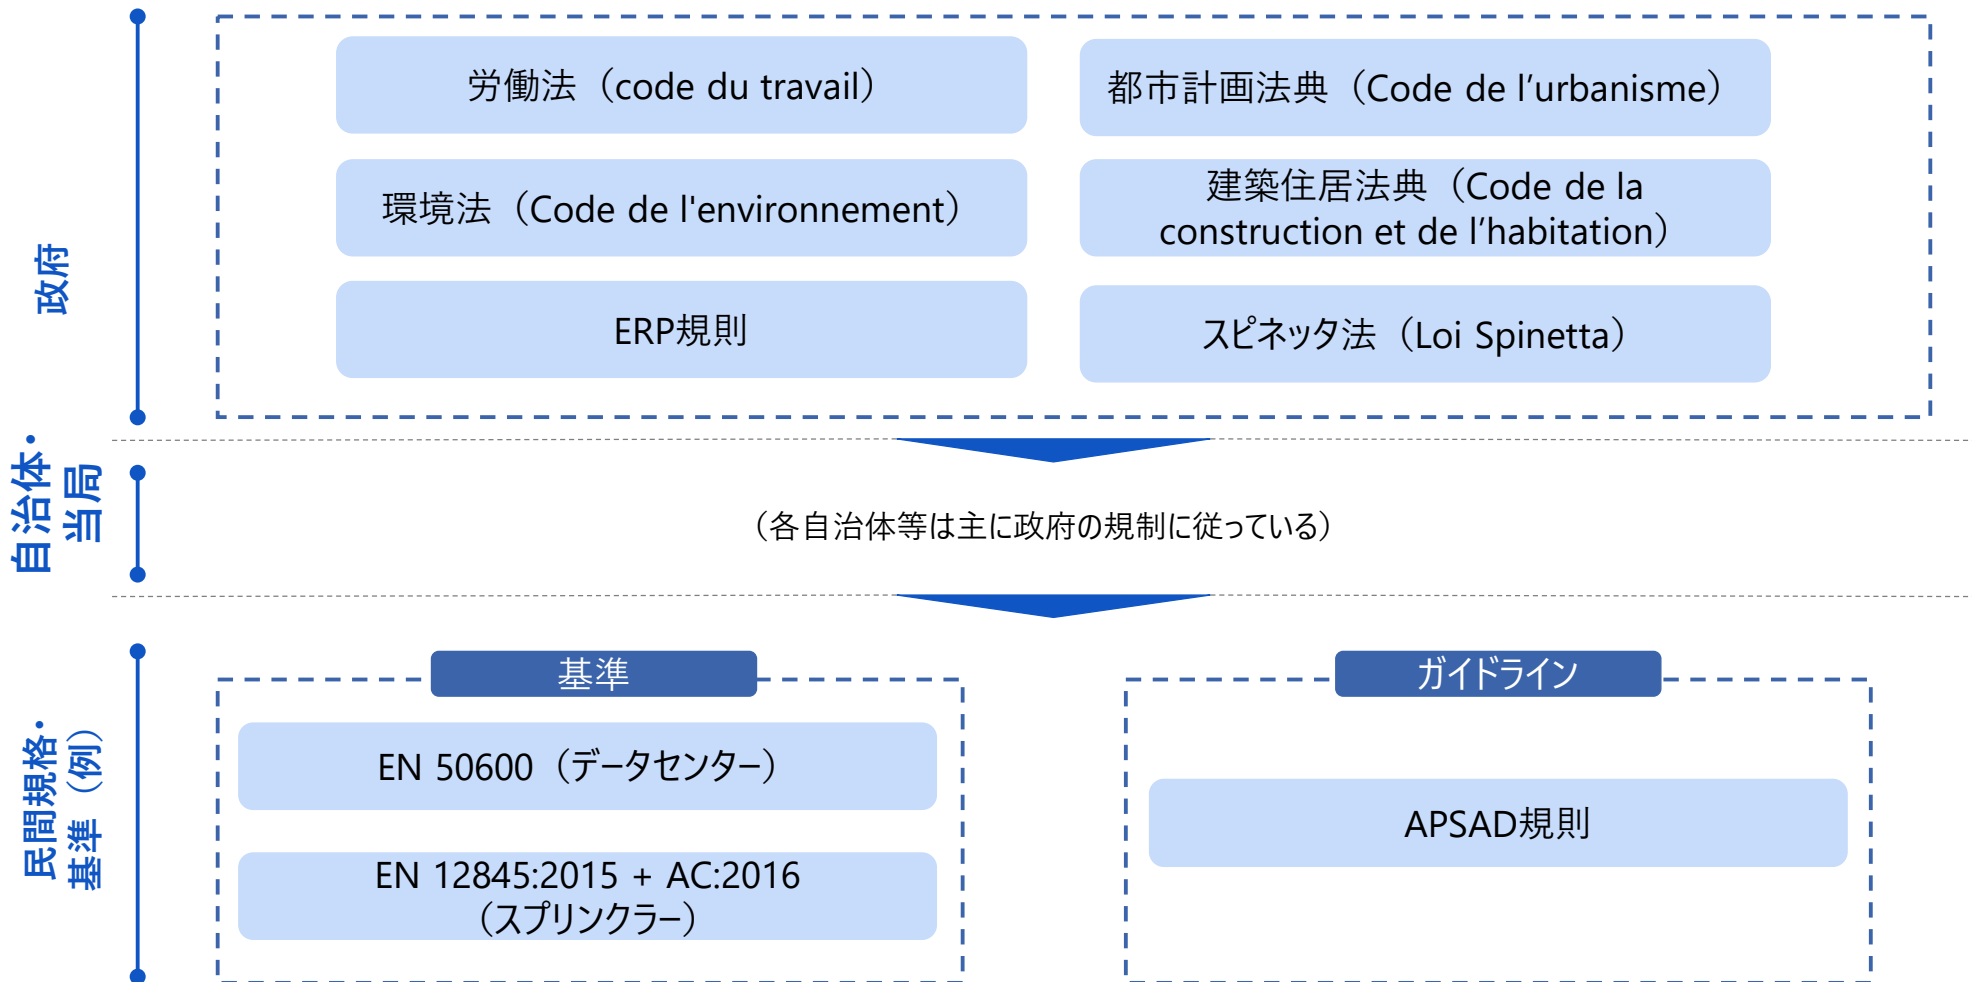 政府
労働法（code du travail）
都市計画法典（Code de l’urbanisme）
環境法（Code de l'environnement）
建築住居法典（Code de la
construction et de l’habitation）
ERP規則
スピネッタ法（Loi Spinetta）
自治体・
当局
（各自治体等は主に政府の規制に従っている）
民間規格・
基準（例）
基準
EN 50600（データセンター）
EN 12845:2015 + AC:2016
（スプリンクラー）
ガイドライン
APSAD規則